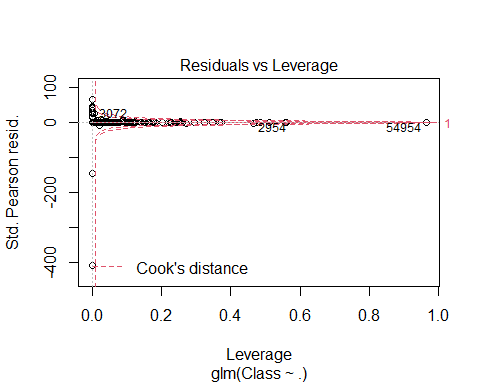 Residuals vs Leverage
Std. Pearson resid.
100
0
-200
-400
3072
2954
54954
1
Cook's distance
0.0 0.2 0.4 0.6 0.8 1.0
Leverage
glm(Class ~ .)